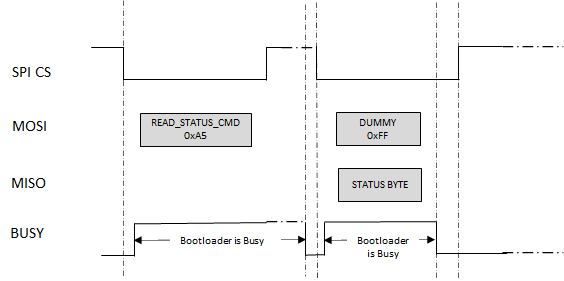 SPI CS
MOSI
READ_STATUS_CMD
0xA5
DUMMY
0xFF
MISO
STATUS BYTE
BUSY
Bootloader is Busy
Bootloader
is Busy